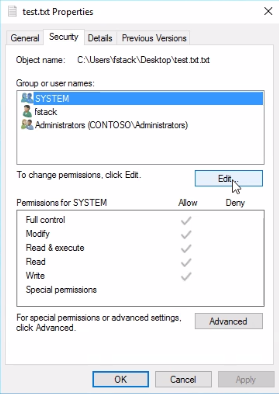 test.txt Properties
General Security Details Previous Versions
Object name: C:\Users\fstack\Desktop\test.txt.txt
Group or user names:
SYSTEM
fstack
Administrators (CONTOSO\Administrators)
To change permissions, click Edit.
Edit...
Permissions for SYSTEM Allow Deny
Full control
Modify
Read & execute
Read
Write
Special permissions
For special permissions or advanced settings,
click Advanced.
Advanced
OK Cancel Apply